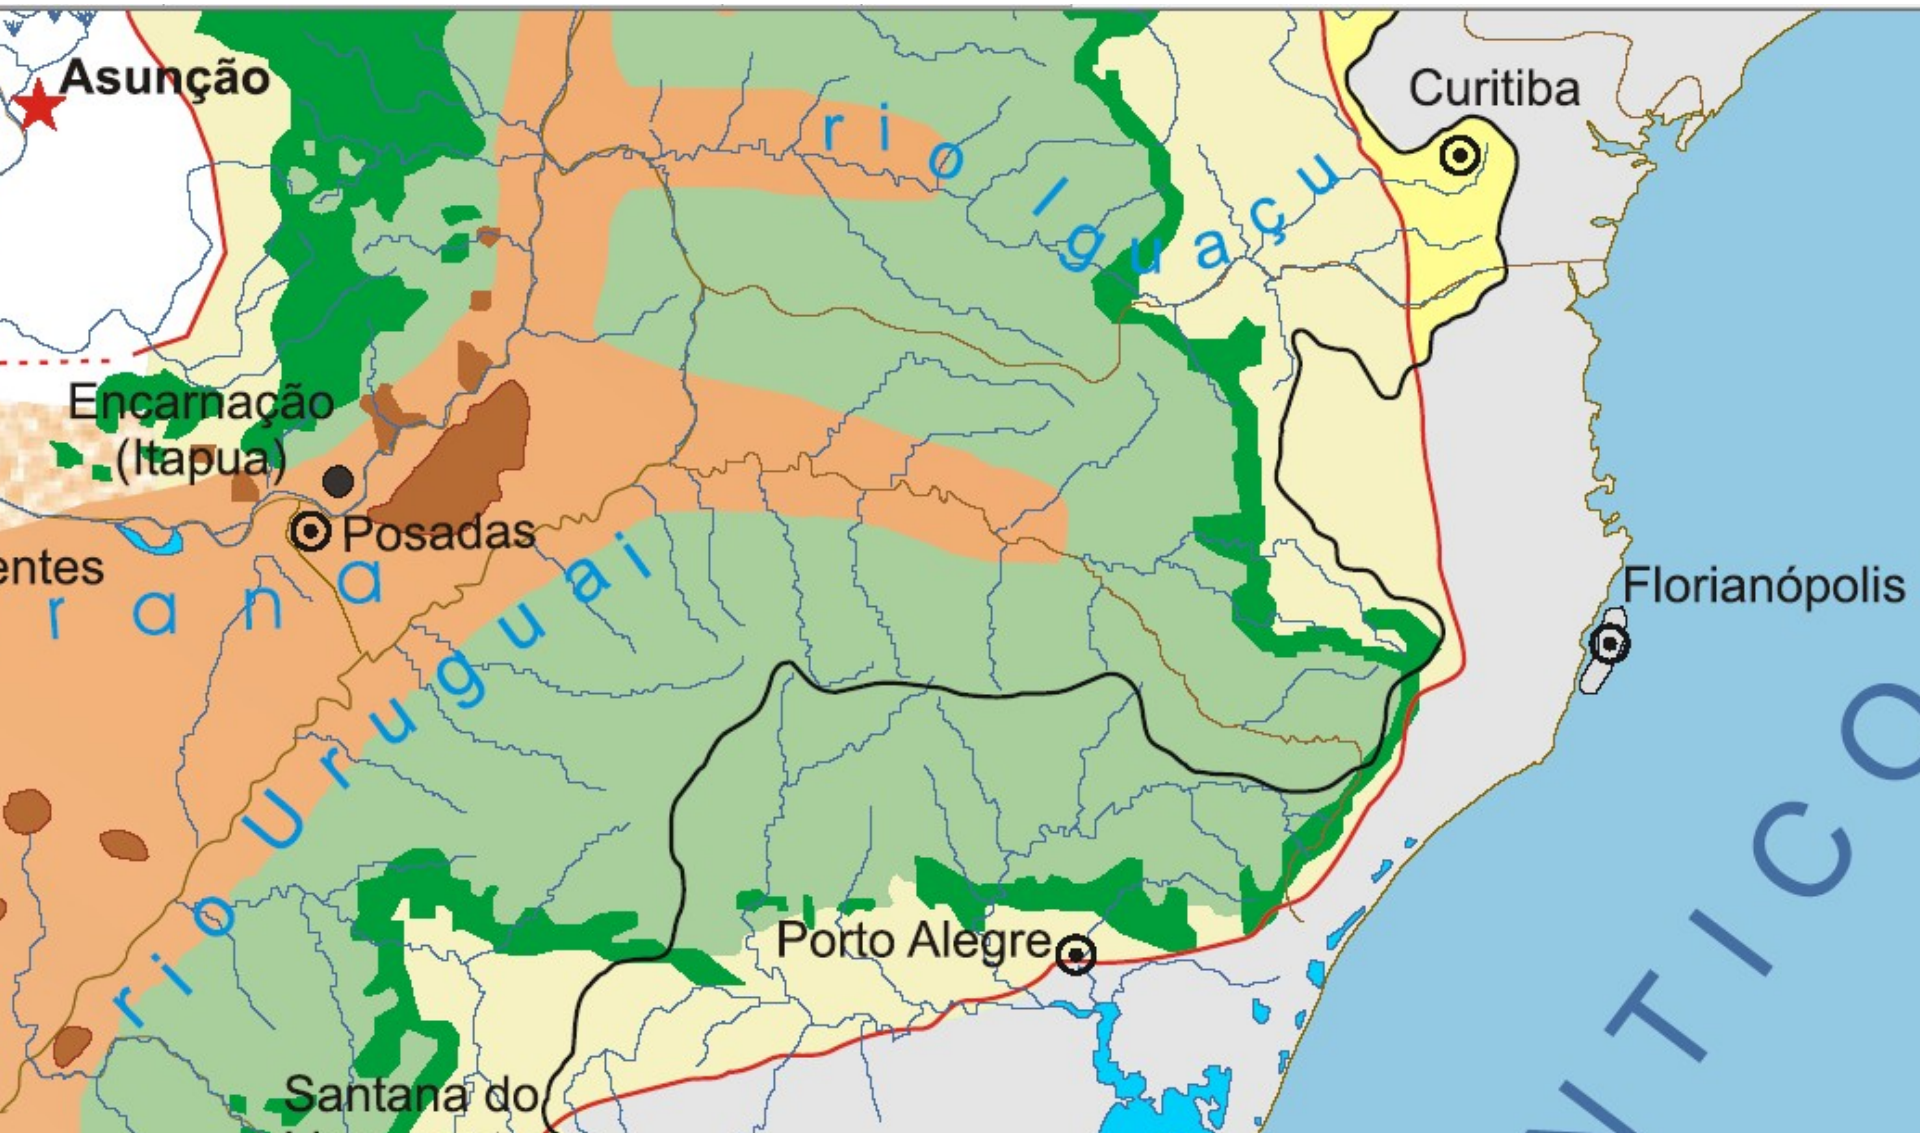 Asunção
Curitiba
rio Iguaçu
Encarnação
(Itapua)
Posadas
entes
rana
rio Uruguai
Florianópolis
Porto Alegre
Santana do
NTICO